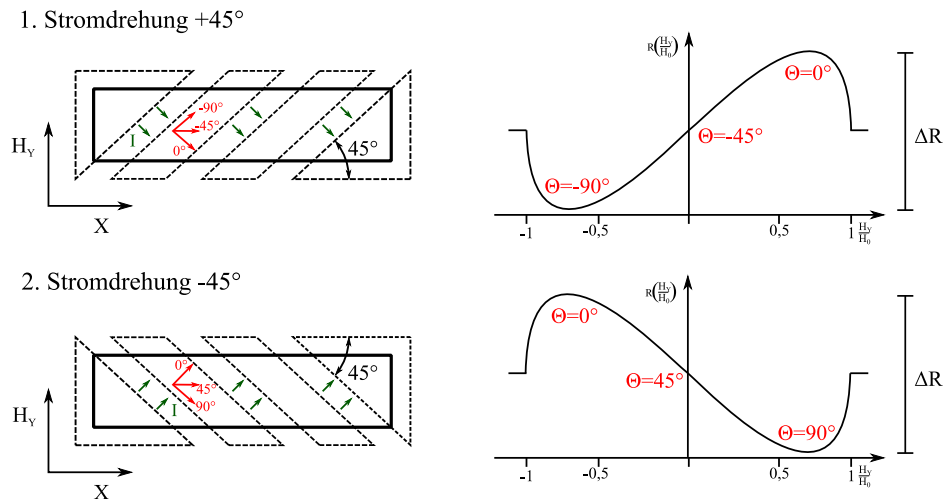 1. Stromdrehung +45°
R(Hy/H0)
Θ=0°
-90°
-45°
0°
I
45°
HY
X
Θ=-45°
Θ=-90°
ΔR
-1
-0,5
0
0,5
1
Hy/H0
2. Stromdrehung -45°
R(Hy/H0)
Θ=0°
0°
45°
90°
I
45°
HY
X
Θ=45°
Θ=90°
ΔR
-1
-0.5
0
0,5
1
Hy/H0